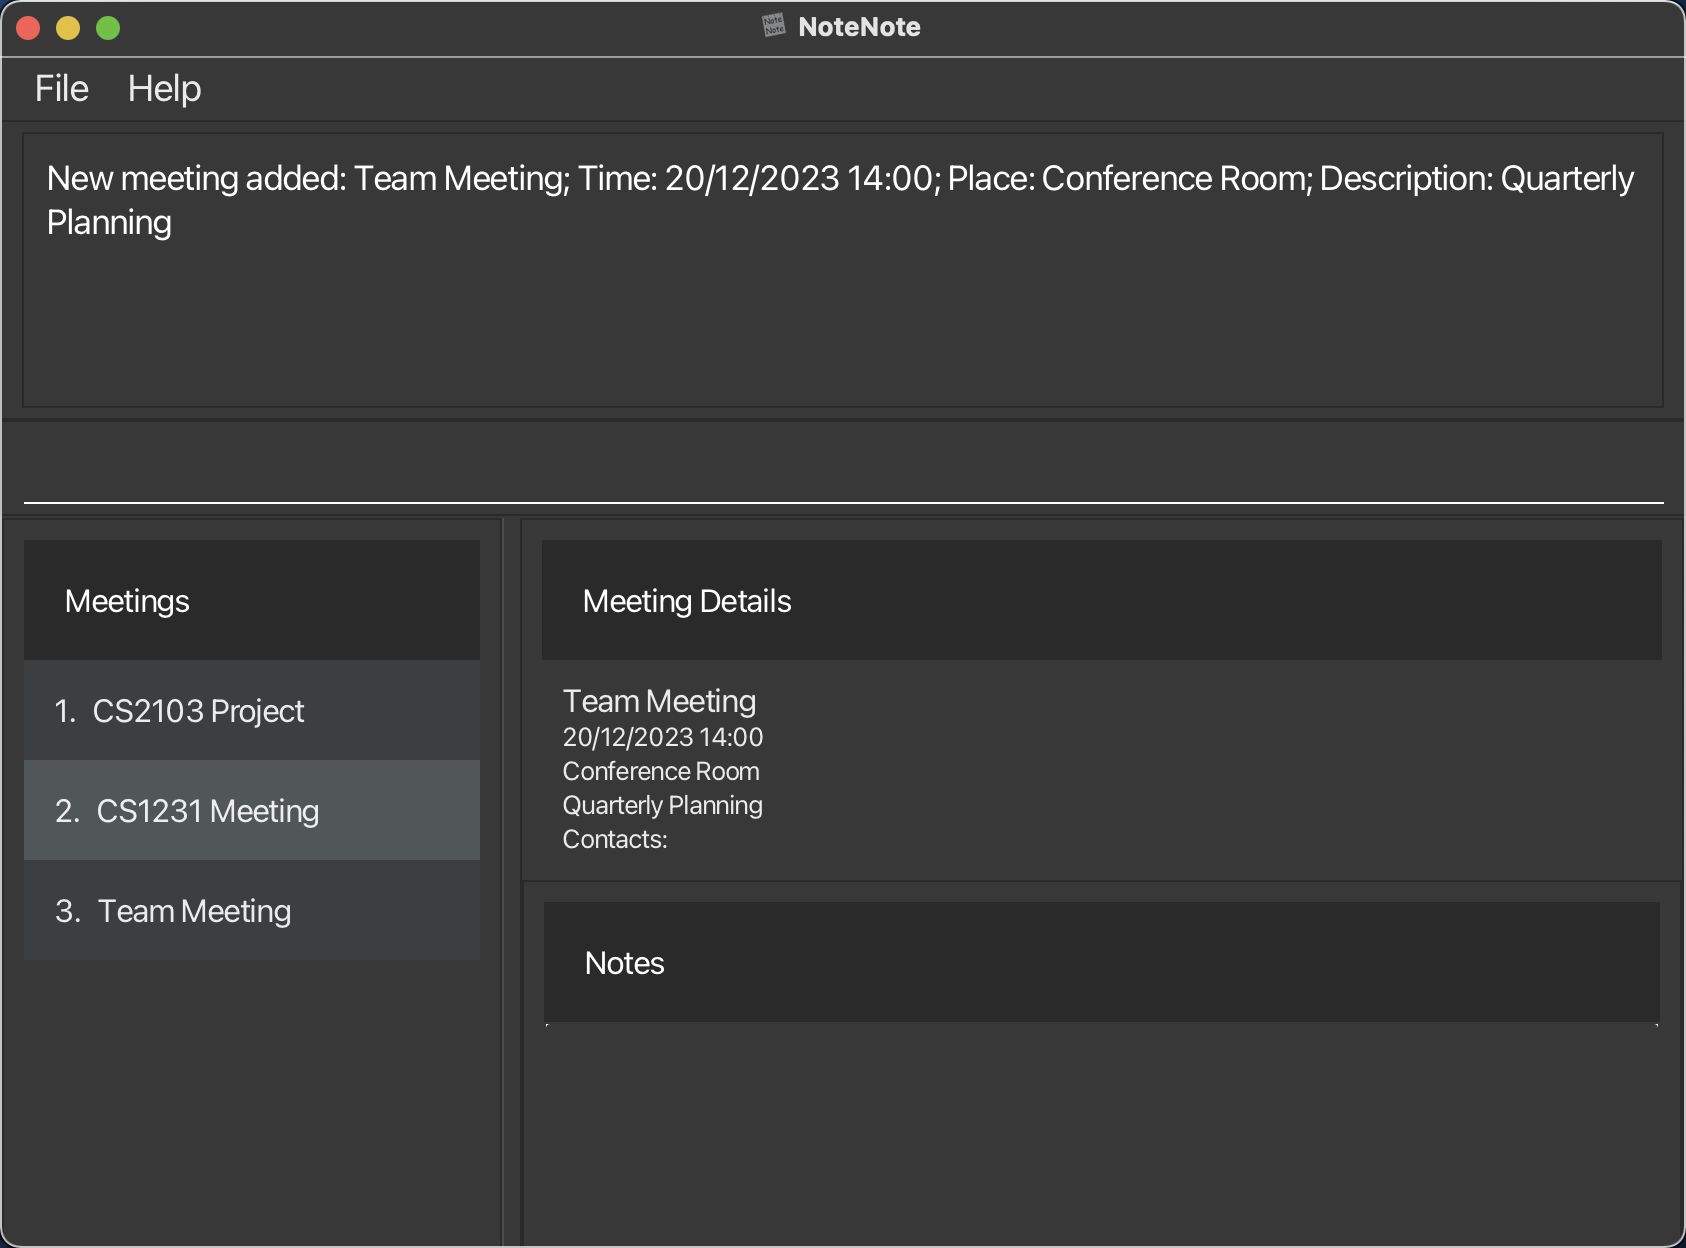 Note
Note
NoteNote
File Help
New meeting added: Team Meeting; Time: 20/12/2023 14:00; Place: Conference Room; Description: Quarterly
Planning
Meetings
1. CS2103 Project
2. CS1231 Meeting
3. Team Meeting
Meeting Details
Team Meeting
20/12/2023 14:00
Conference Room
Quarterly Planning
Contacts:
Notes